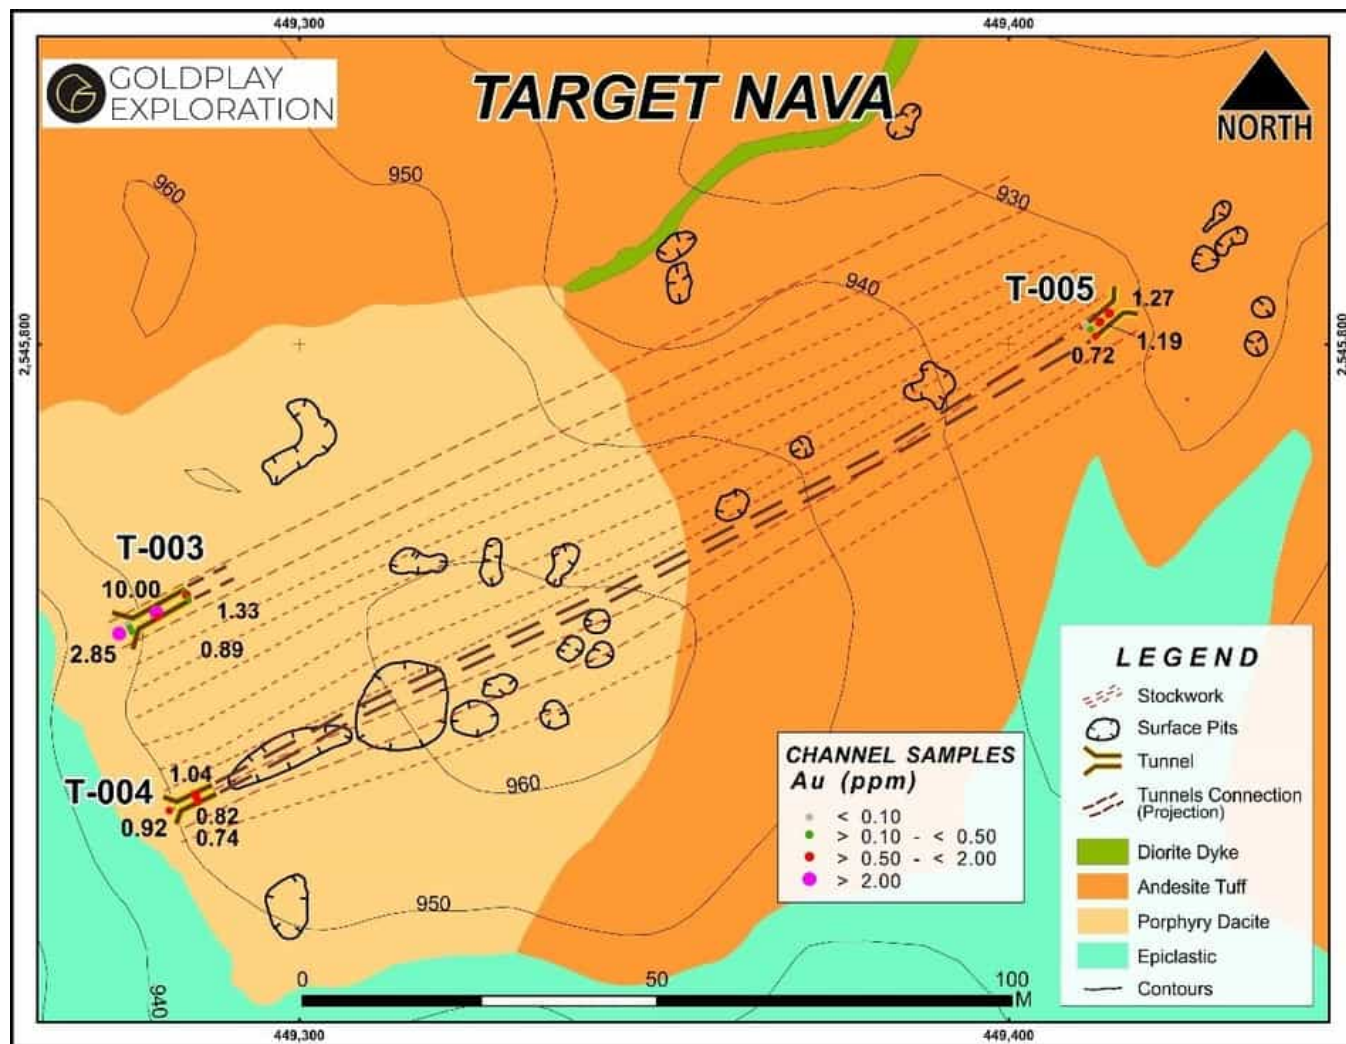 449,300
449,400
GOLDPLAY
EXPLORATION
TARGET NAVA
NORTH
960
950
930
940
T-005
1.27
1.19
0.72
2,545,800
2,545,800
T-003
10.00
1.33
2.85
0.89
T-004
1.04
0.92
0.82
0.74
960
950
940
CHANNEL SAMPLES
Au (ppm)
< 0.10
> 0.10 - < 0.50
> 0.50 - < 2.00
> 2.00
LEGEND
Stockwork
Surface Pits
Tunnel
Tunnels Connection
(Projection)
Diorite Dyke
Andesite Tuff
Porphyry Dacite
Epiclastic
Contours
0 50 100
M
449,300
449,400